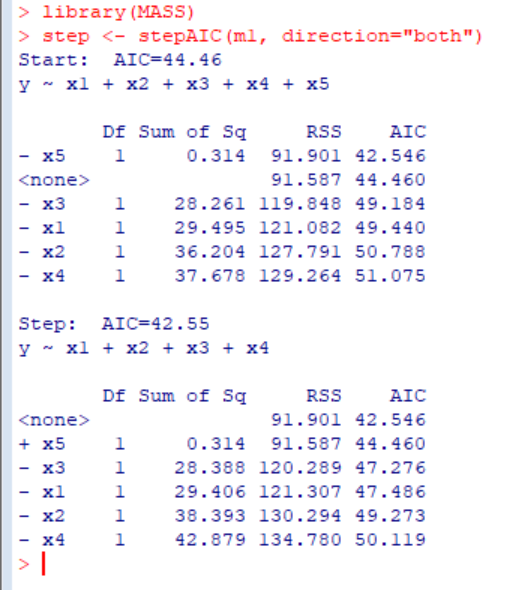 > library(MASS)
> step <- stepAIC(m1, direction="both")
Start:  AIC=44.46
y ~ x1 + x2 + x3 + x4 + x5

       Df Sum of Sq     RSS    AIC
- x5    1     0.314  91.901 42.546
<none>               91.587 44.460
- x3    1    28.261 119.848 49.184
- x1    1    29.495 121.082 49.440
- x2    1    36.204 127.791 50.788
- x4    1    37.678 129.264 51.075

Step:  AIC=42.55
y ~ x1 + x2 + x3 + x4

       Df Sum of Sq     RSS    AIC
<none>               91.901 42.546
+ x5    1     0.314  91.587 44.460
- x3    1    28.388 120.289 47.276
- x1    1    29.406 121.307 47.486
- x2    1    38.393 130.294 49.273
- x4    1    42.879 134.780 50.119
>